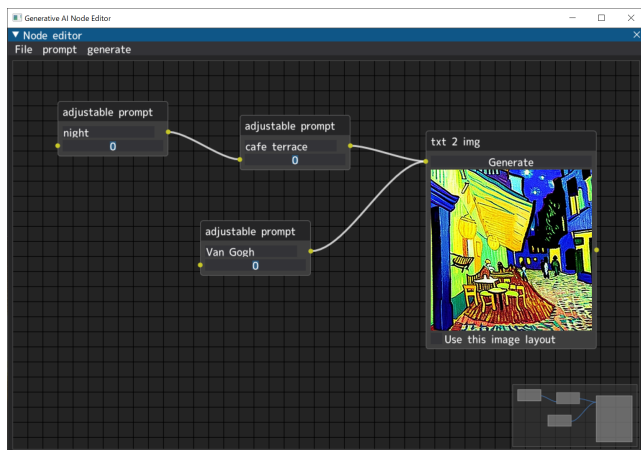 Generative AI Node Editor
Node editor
File prompt generate
adjustable prompt
night
0
adjustable prompt
cafe terrace
0
adjustable prompt
Van Gogh
0
txt 2 img
Generate
Use this image layout